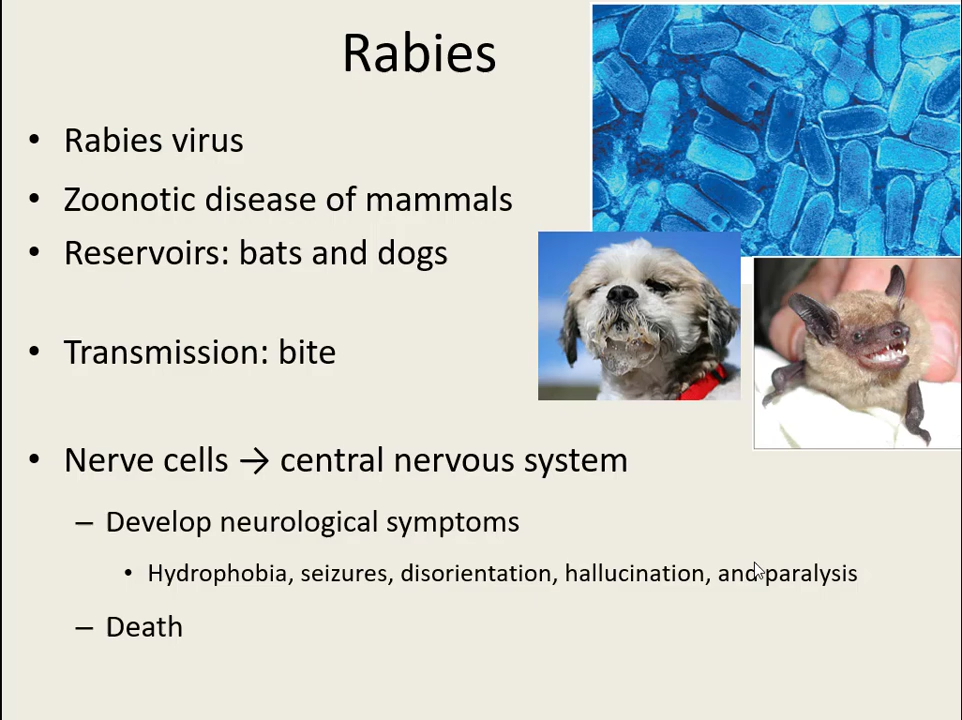 Rabies
• Rabies virus
• Zoonotic disease of mammals
• Reservoirs: bats and dogs
• Transmission: bite
• Nerve cells → central nervous system
– Develop neurological symptoms
• Hydrophobia, seizures, disorientation, hallucination, and paralysis
– Death